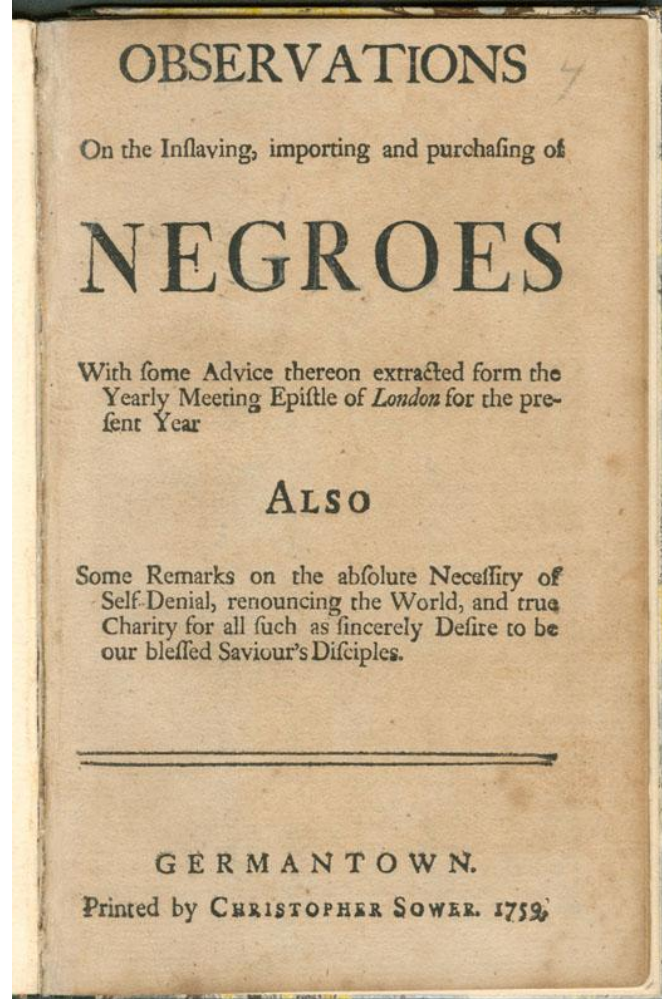 OBSERVATIONS
4
On the Inſlaving, importing and purchaſing of
NEGROES
With ſome Advice thereon extracted form the
Yearly Meeting Epiſtle of London for the pre-
ſent Year
ALSO
Some Remarks on the abſolute Neceſſity of
Self-Denial, renouncing the World, and true
Charity for all ſuch as ſincerely Deſire to be
our bleſſed Saviour's Diſciples.
GERMANTOWN.
Printed by CHRISTOPHER SOWER. 1759.